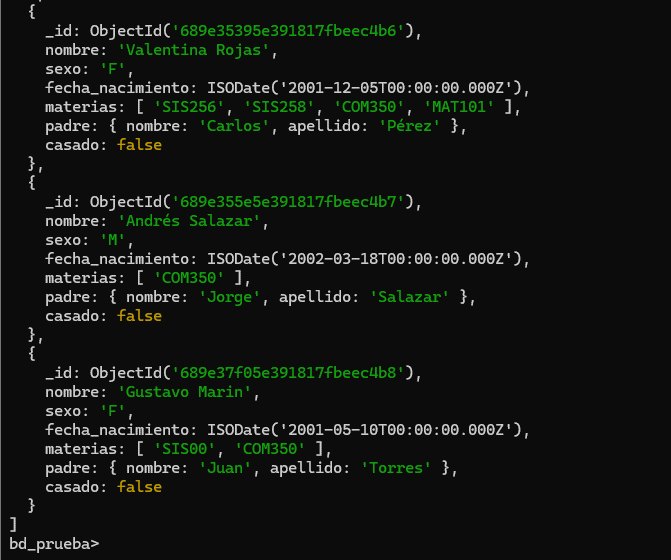 {
_id: ObjectId('689e35395e391817fbeec4b6'),
nombre: 'Valentina Rojas',
sexo: 'F',
fecha_nacimiento: ISODate('2001-12-05T00:00:00.000Z'),
materias: [ 'SIS256', 'SIS258', 'COM350', 'MAT101' ],
padre: { nombre: 'Carlos', apellido: 'Pérez' },
casado: false
},
{
_id: ObjectId('689e355e5e391817fbeec4b7'),
nombre: 'Andrés Salazar',
sexo: 'M',
fecha_nacimiento: ISODate('2002-03-18T00:00:00.000Z'),
materias: [ 'COM350' ],
padre: { nombre: 'Jorge', apellido: 'Salazar' },
casado: false
},
{
_id: ObjectId('689e37f05e391817fbeec4b8'),
nombre: 'Gustavo Marin',
sexo: 'F',
fecha_nacimiento: ISODate('2001-05-10T00:00:00.000Z'),
materias: [ 'SIS00', 'COM350' ],
padre: { nombre: 'Juan', apellido: 'Torres' },
casado: false
}
]
bd_prueba>